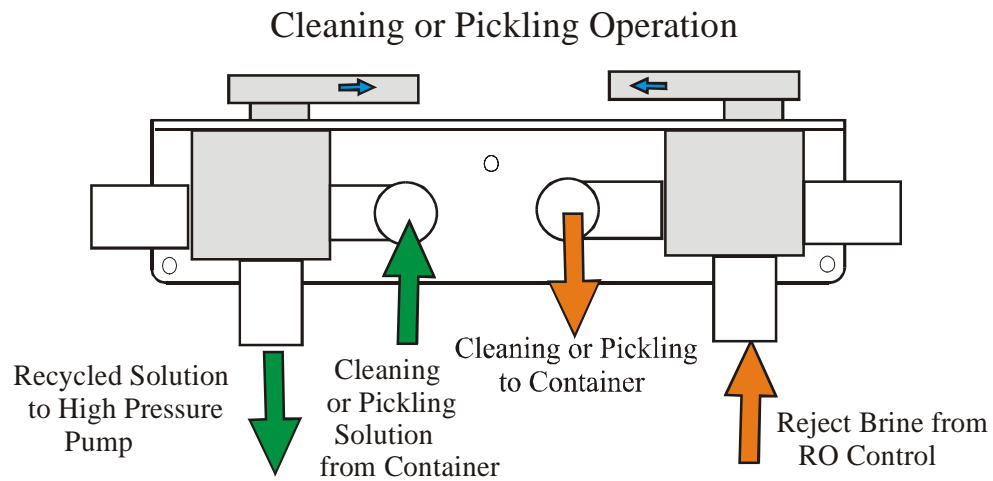 Cleaning or Pickling Operation
Recycled Solution
to High Pressure
Pump
Cleaning
or Pickling
Solution
from Container
Cleaning or Pickling
to Container
Reject Brine from
RO Control